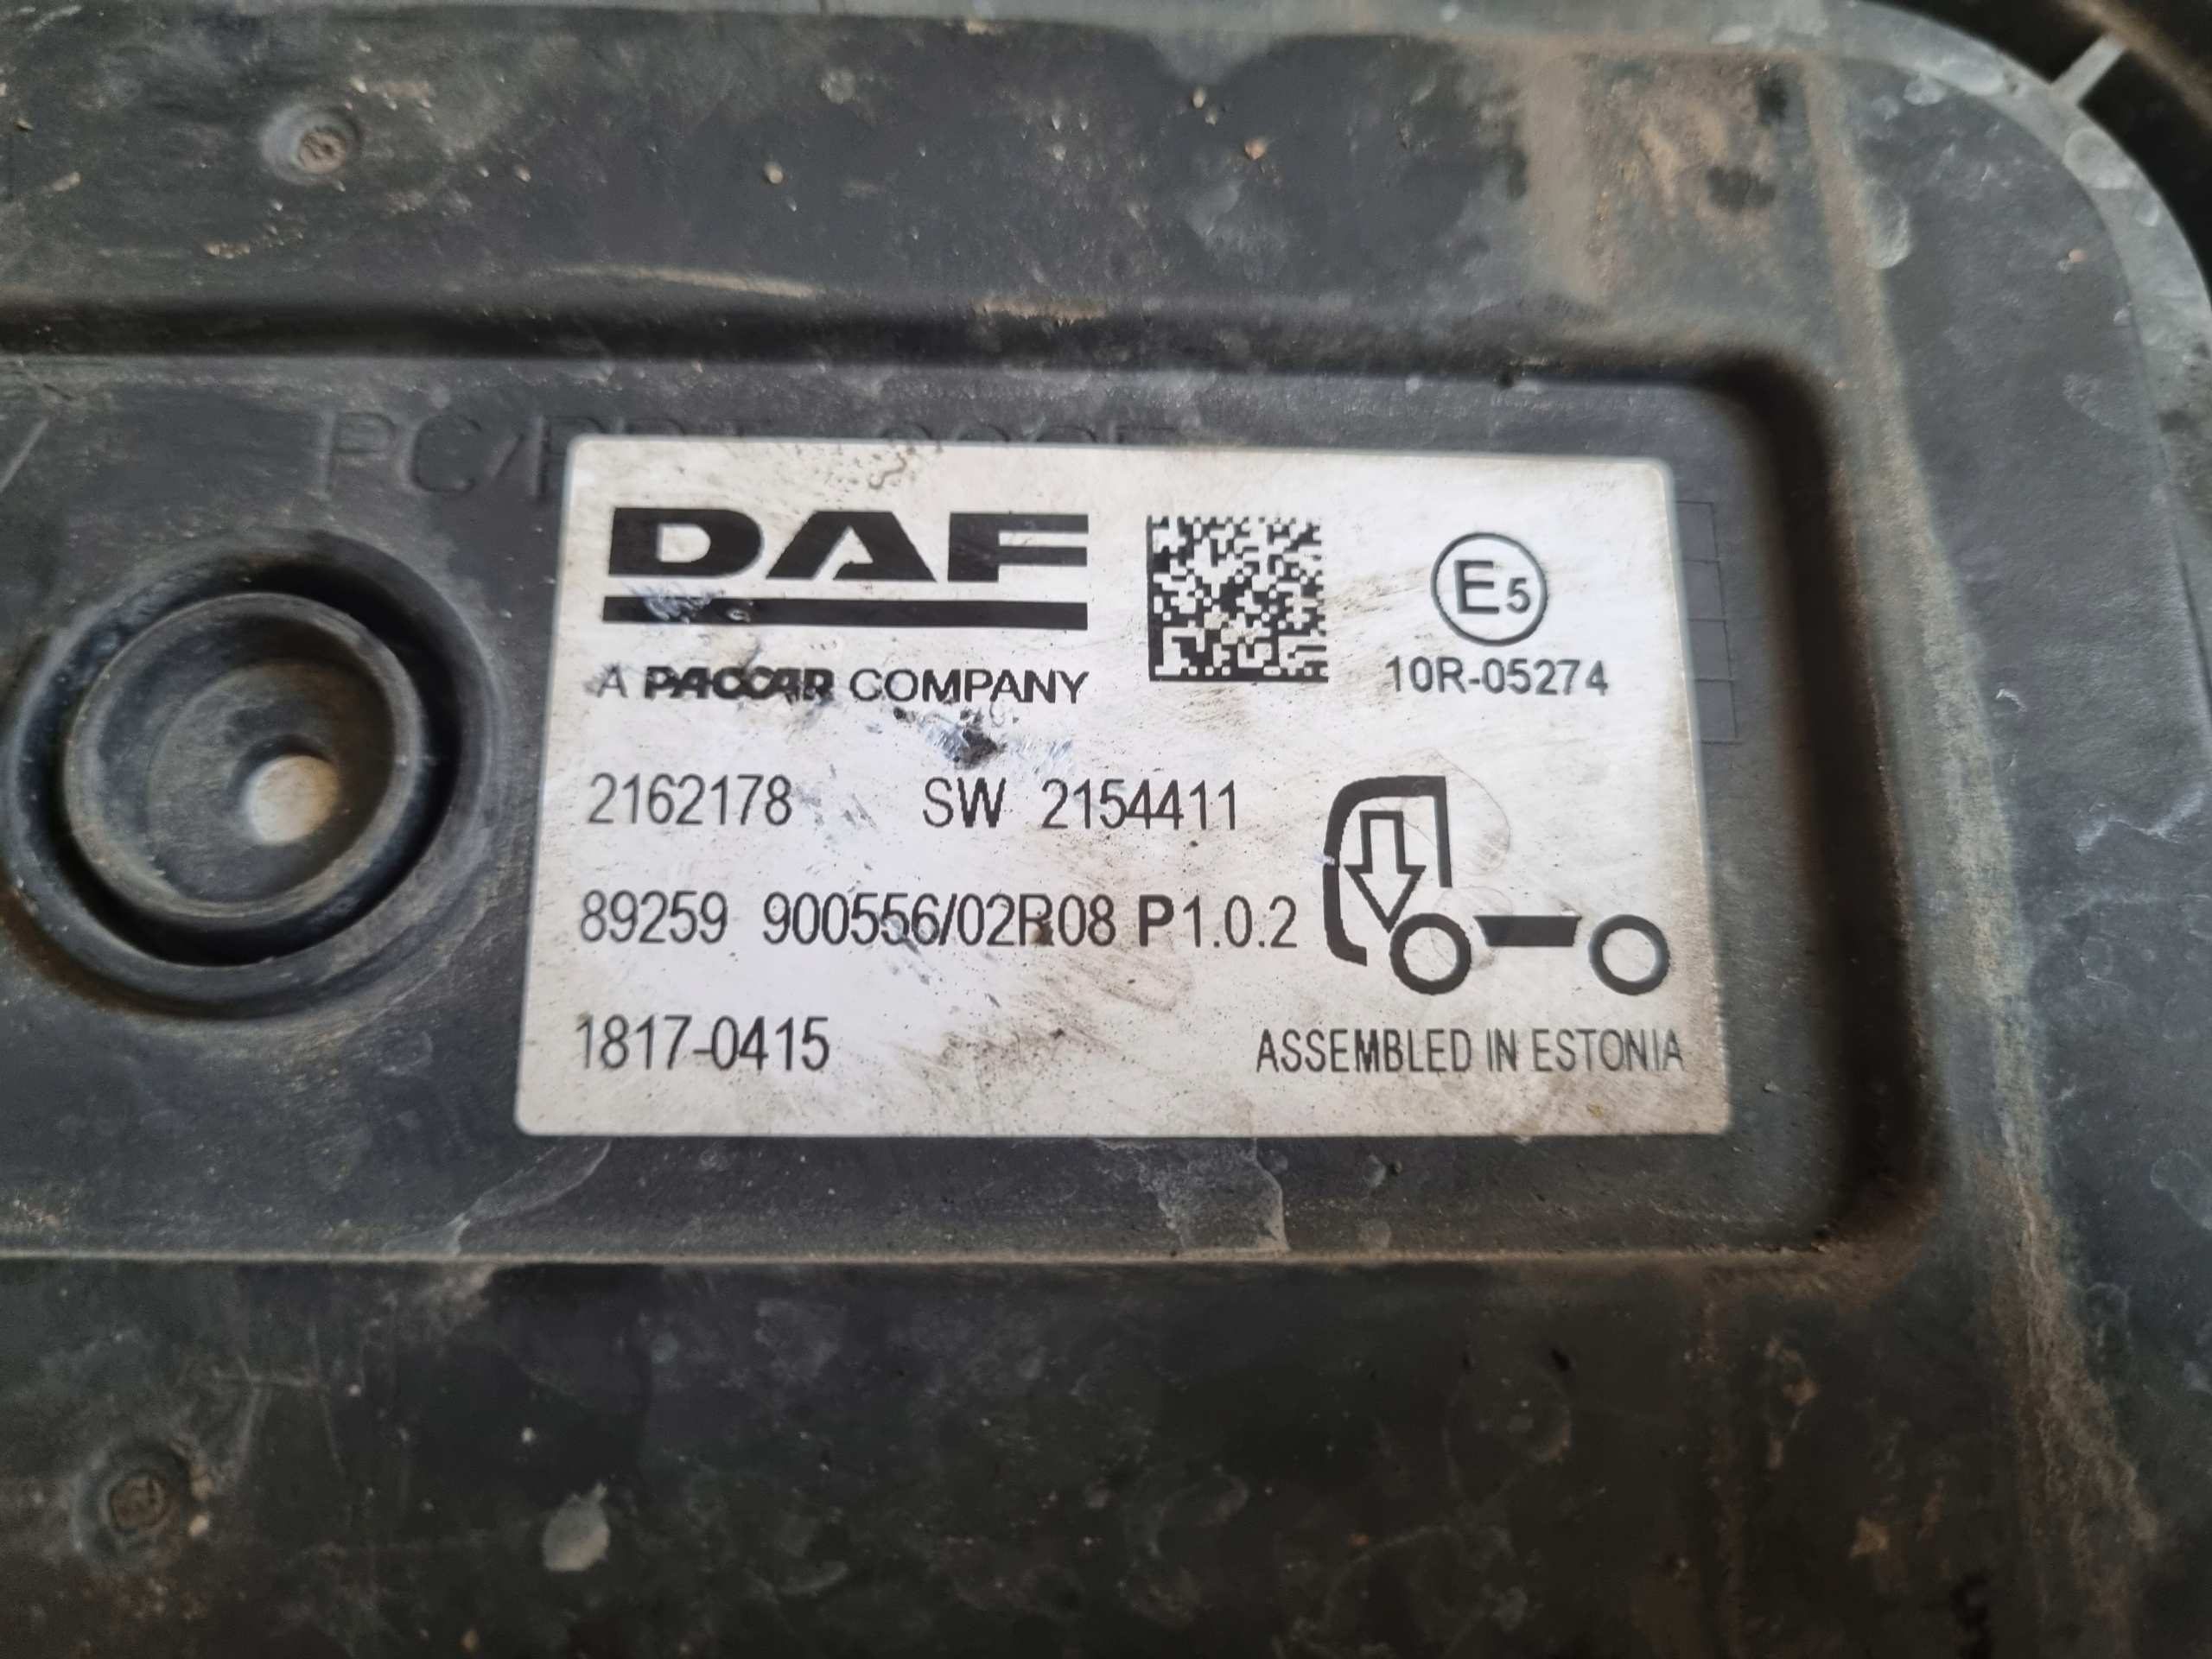 DAF
A PACCAR COMPANY
E5
10R-05274
2162178 SW 2154411
89259 900556/02R08 P1.0.2
1817-0415
ASSEMBLED IN ESTONIA